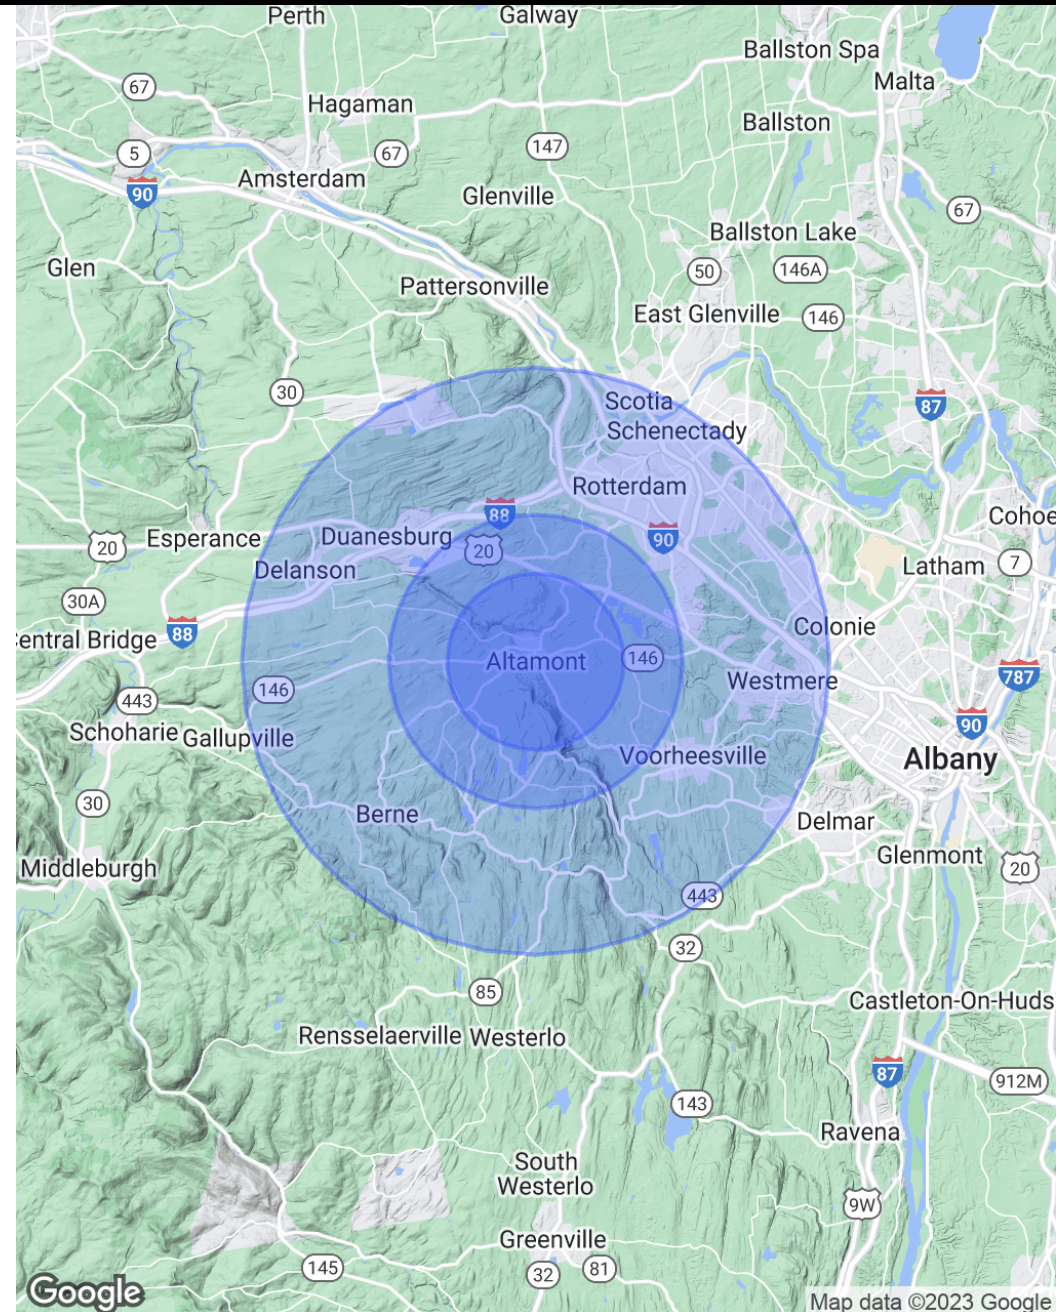 Perth
Galway
Ballston Spa
Malta
67
Hagaman
Ballston
5
67
147
Amsterdam
90
Glenville
67
Ballston Lake
Glen
50
146A
Pattersonville
East Glenville
146
30
Scotia
87
Schenectady
Rotterdam
88
Cohoe
Esperance
Duanesburg
90
20
20
Latham
7
Delanson
30A
Colonie
entral Bridge
88
Altamont
146
787
146
Westmere
443
90
Schoharie
Gallupville
Voorheesville
Albany
30
Berne
Delmar
Glenmont
Middleburgh
20
443
32
85
Castleton-On-Huds
Rensselaerville
Westerlo
87
912M
143
Ravena
South
Westerlo
9W
Greenville
145
32
81
Google
Map data ©2023 Google